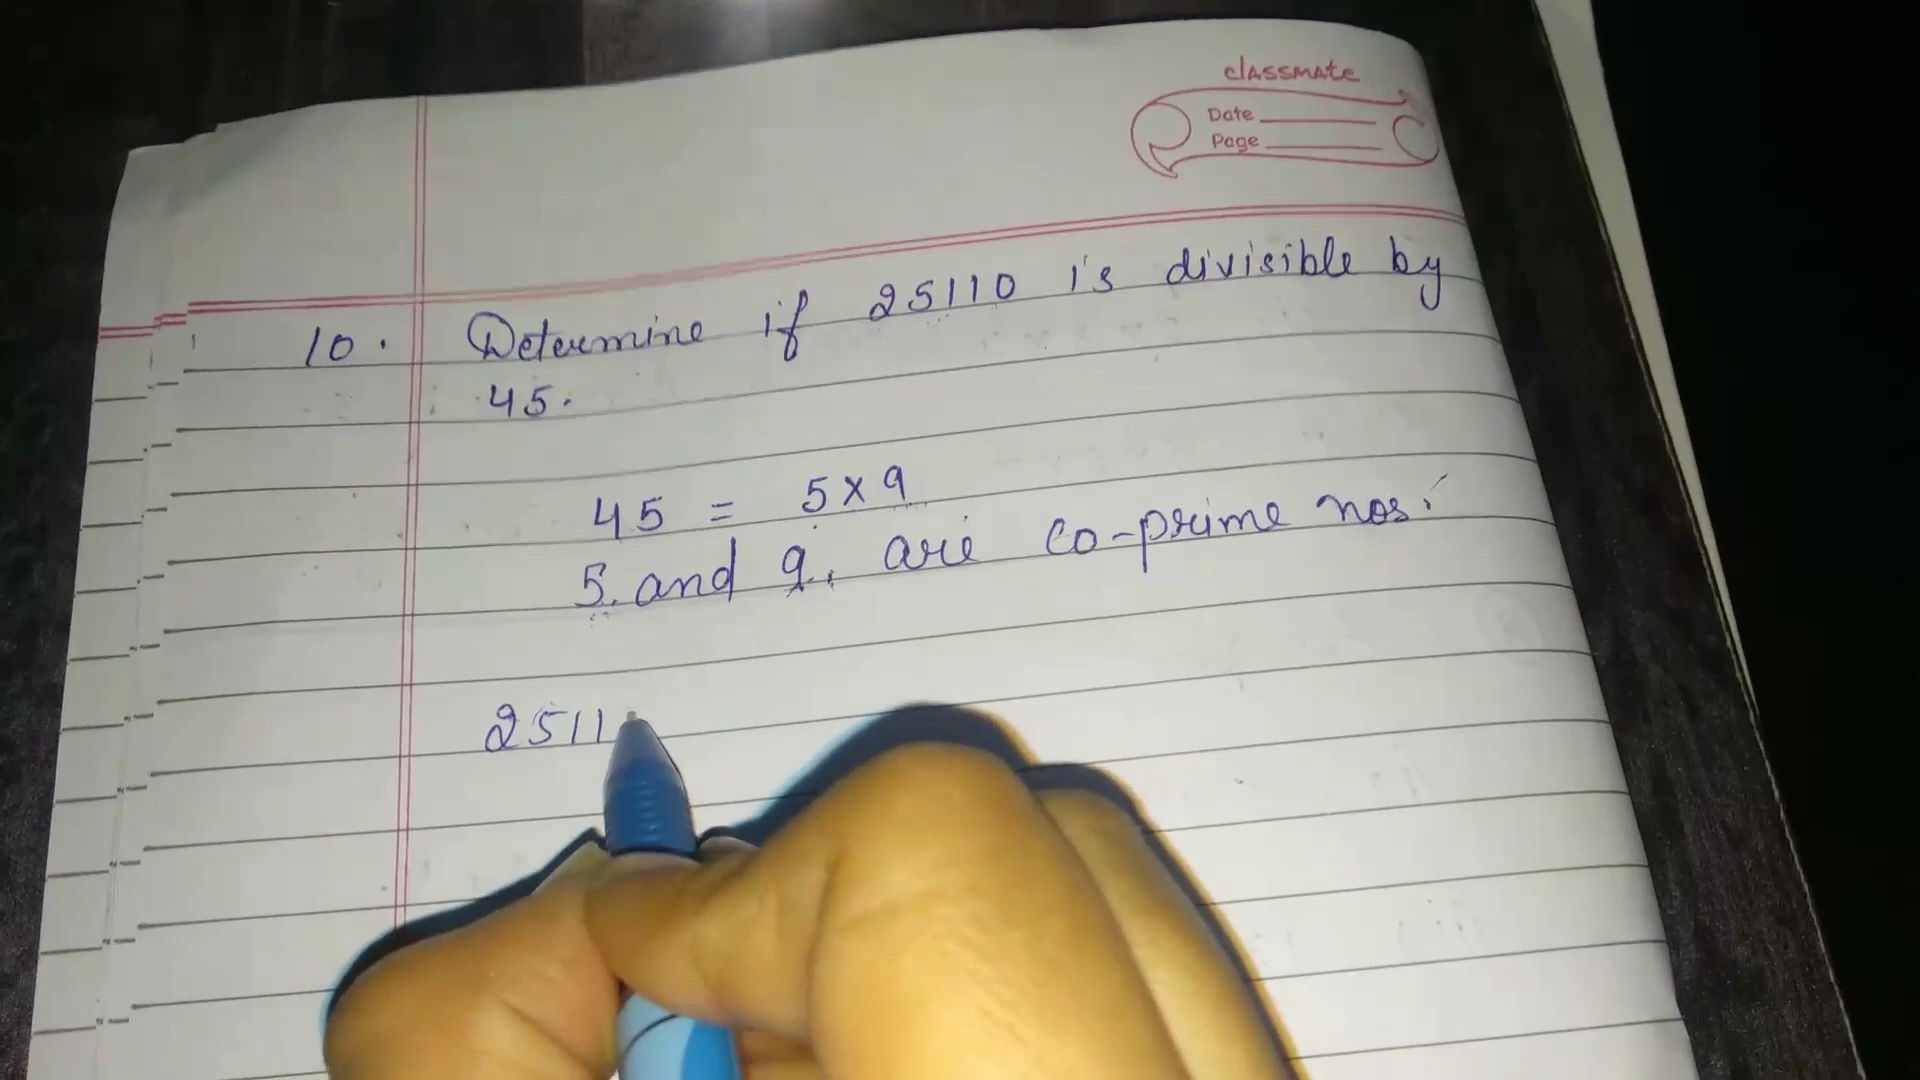 classmate
Date
Page
10. Determine if 25110 is divisible by
45.
45 = 5 × 9
5 and 9, are co-prime nos.
2511